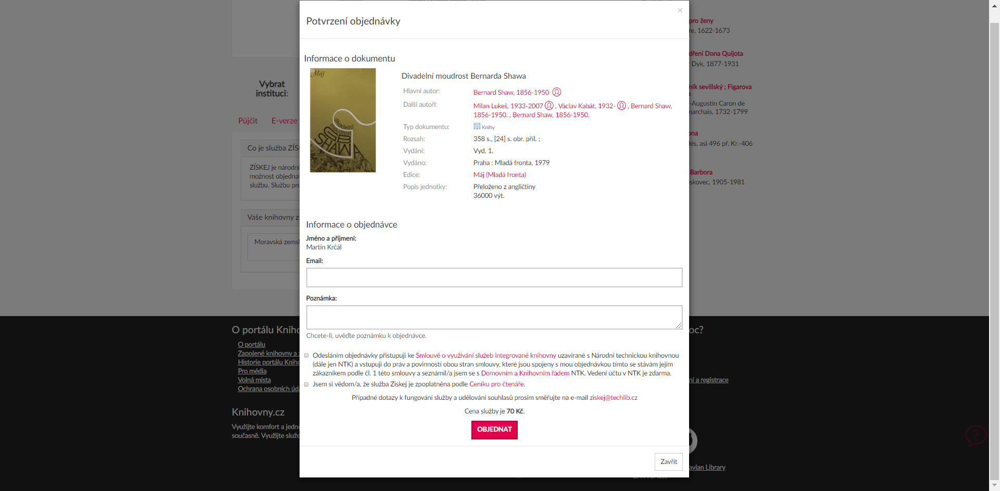 ×
Potvrzení objednávky
Informace o dokumentu
Máj
divadelní
moudrost
GB
SHAWA
Divadelní moudrost Bernarda Shawa
Hlavní autor: Bernard Shaw, 1856-1950
Další autoři: Milan Lukeš, 1933-2007 , Václav Kabát, 1932- , Bernard Shaw,
1856-1950. , Bernard Shaw, 1856-1950.
Typ dokumentu: Knihy
Rozsah: 358 s., [24] s. obr. příl. ;
Vydání: Vyd. 1.
Vydáno: Praha : Mladá fronta, 1979
Edice: Máj (Mladá fronta)
Popis jednotky: Přeloženo z angličtiny
36000 výt.
Informace o objednávce
Jméno a příjmení:
Martin Krčál
Email:
Poznámka:
Chcete-li, uvěďte poznámku k objednávce.
Odesláním objednávky přistupuji ke Smlouvě o využívání služeb integrované knihovny uzavírané s Národní technickou knihovnou
(dále jen NTK) a vstupuji do práv a povinností obou stran smlouvy, které jsou spojeny s mou objednávkou tímto se stávám jejím
zákazníkem podle čl. 1 této smlouvy a seznámil/a jsem se s Domovním a Knihovním řádem NTK. Vedení účtu v NTK je zdarma.
Jsem si vědom/a, že služba Získej je zpoplatněna podle Ceníku pro čtenáře.
Případné dotazy k fungování služby a udělování souhlasů prosím směřujte na e-mail ziskej@techlib.cz
Cena služby je 70 Kč.
OBJEDNAT
Zavřít
Vybrat
instituci:
Půjčit E-verze
Co je služba ZÍS
ZÍSKEJ je národní
možnost objednat
službu. Službu pro
Vaše knihovny z
Moravská zems
pro ženy
re, 1622-1673
dření Dona Quijota
Dyk, 1877-1931
ník sevillský ; Figarova
-Augustin Caron de
marchais, 1732-1799
ona
lés, asi 496 př. Kr.-406
Barbora
skovec, 1905-1981
O portálu Kniho
O portálu
Zapojené knihovny a z
Historie portálu Kniho
Pro média
Volná místa
Ochrana osobních úda
Knihovny.cz
Využijte komfort a jedno
současně. Využijte služe
oc?
ní a registrace
avian Library
?